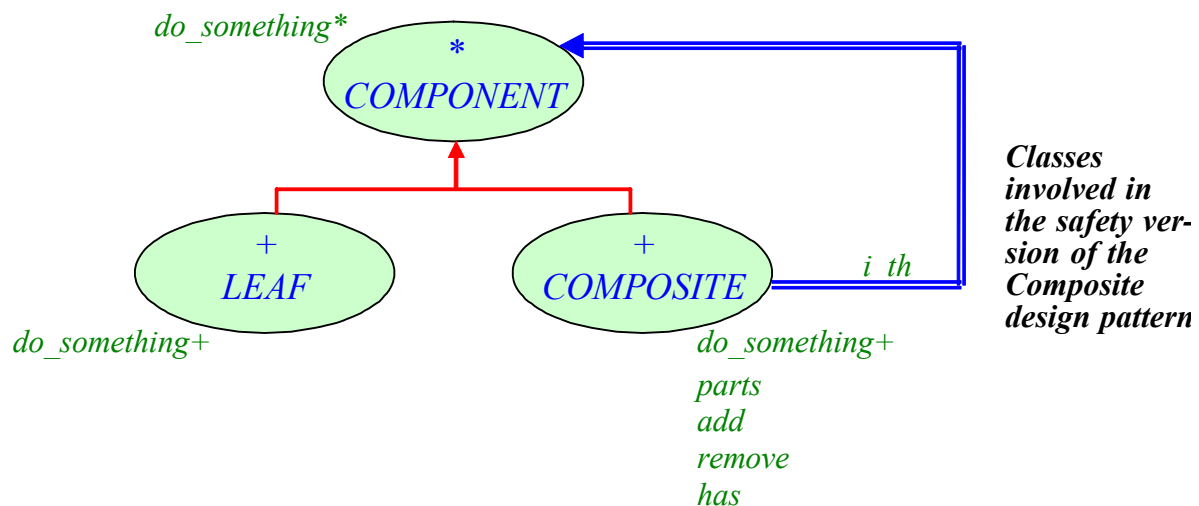 do_something*
*
COMPONENT
+
LEAF
do_something+
+
COMPOSITE
i_th
do_something+
parts
add
remove
has
Classes
involved in
the safety ver-
sion of the
Composite
design pattern